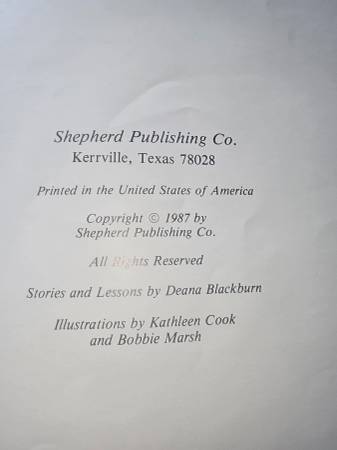 Shepherd Publishing Co.
Kerrville, Texas 78028
Printed in the United States of America
Copyright © 1987 by
Shepherd Publishing Co.
All Rights Reserved
Stories and Lessons by Deana Blackburn
Illustrations by Kathleen Cook
and Bobbie Marsh